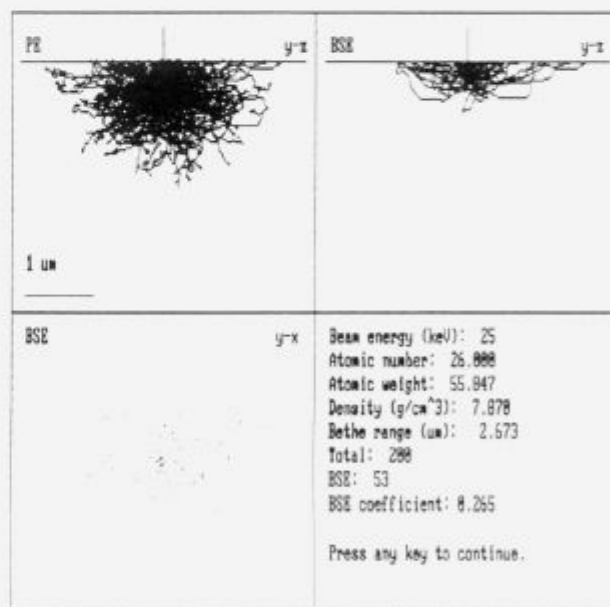 PE y-z
BSE y-z
1 um
BSE y-x
Beam energy (keV): 25
Atomic number: 26.000
Atomic weight: 55.847
Density (g/cm^3): 7.870
Bethe range (um): 2.673
Total: 200
BSE: 53
BSE coefficient: 0.265
Press any key to continue.